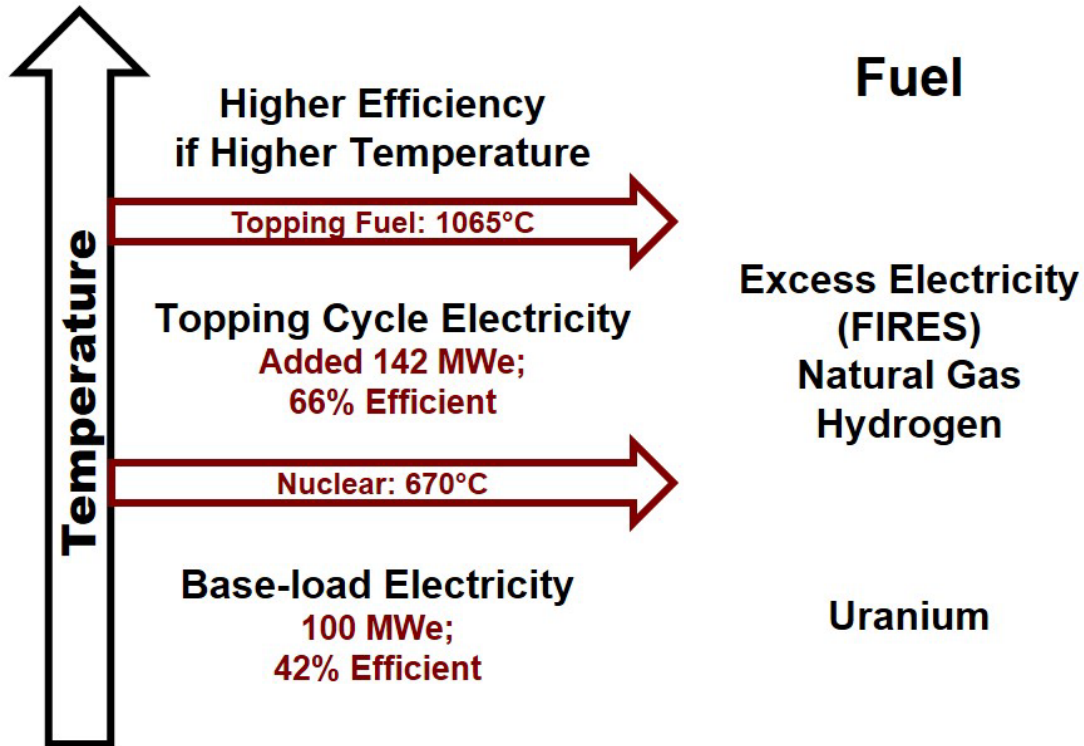 Fuel
Higher Efficiency
if Higher Temperature
Topping Fuel: 1065°C
Temperature
Topping Cycle Electricity
Added 142 MWe;
66% Efficient
Excess Electricity
(FIRES)
Natural Gas
Hydrogen
Nuclear: 670°C
Base-load Electricity
100 MWe;
42% Efficient
Uranium